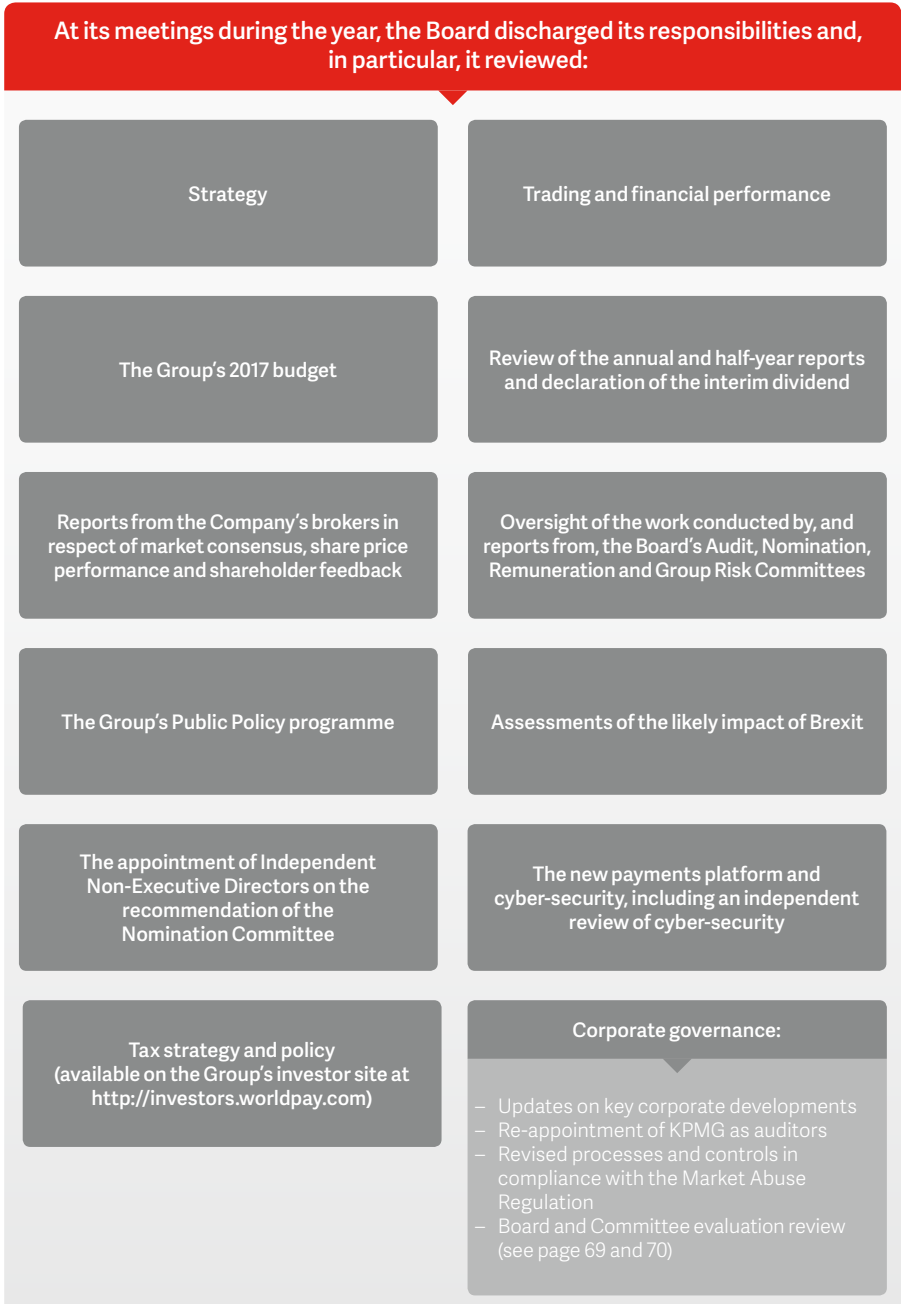 At its meetings during the year, the Board discharged its responsibilities and,
in particular, it reviewed:
Strategy
Trading and financial performance
The Group's 2017 budget
Review of the annual and half-year reports
and declaration of the interim dividend
Reports from the Company's brokers in
respect of market consensus, share price
performance and shareholder feedback
Oversight of the work conducted by, and
reports from, the Board's Audit, Nomination,
Remuneration and Group Risk Committees
The Group's Public Policy programme
Assessments of the likely impact of Brexit
The appointment of Independent
Non-Executive Directors on the
recommendation of the
Nomination Committee
The new payments platform and
cyber-security, including an independent
review of cyber-security
Tax strategy and policy
(available on the Group's investor site at
http://investors.worldpay.com)
Corporate governance:
– Updates on key corporate developments
– Re-appointment of KPMG as auditors
– Revised processes and controls in
compliance with the Market Abuse
Regulation
– Board and Committee evaluation review
(see page 69 and 70)